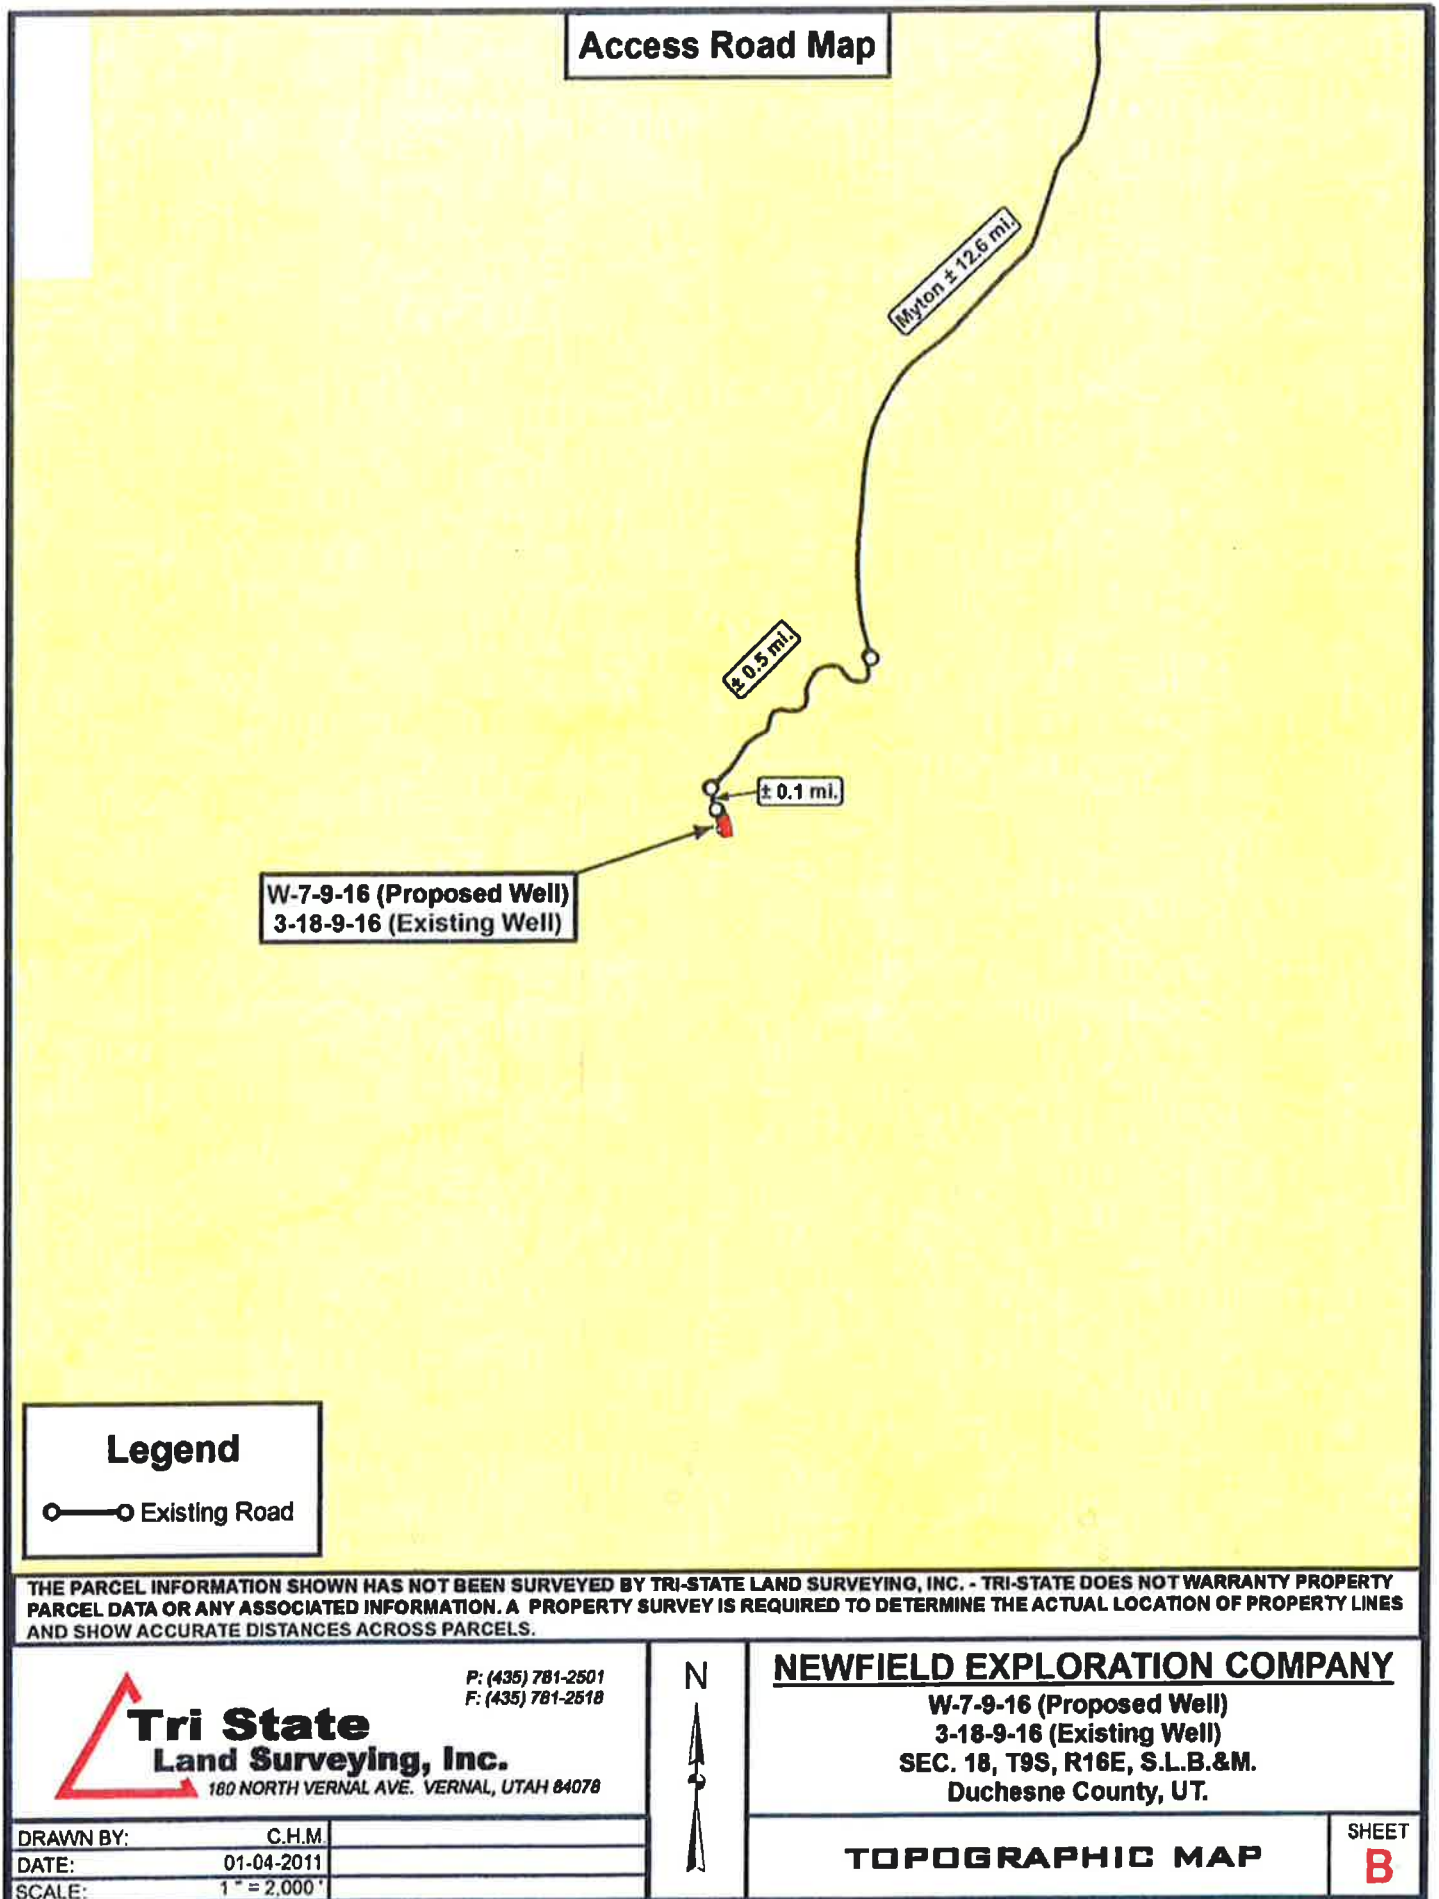 Access Road Map
Myton ± 12.6 mi.
± 0.5 mi.
± 0.1 mi.
W-7-9-16 (Proposed Well)
3-18-9-16 (Existing Well)
Legend
Existing Road
THE PARCEL INFORMATION SHOWN HAS NOT BEEN SURVEYED BY TRI-STATE LAND SURVEYING, INC. - TRI-STATE DOES NOT WARRANTY PROPERTY
PARCEL DATA OR ANY ASSOCIATED INFORMATION. A PROPERTY SURVEY IS REQUIRED TO DETERMINE THE ACTUAL LOCATION OF PROPERTY LINES
AND SHOW ACCURATE DISTANCES ACROSS PARCELS.
P: (435) 781-2501
F: (435) 781-2518
Tri State
Land Surveying, Inc.
180 NORTH VERNAL AVE. VERNAL, UTAH 84078
N
NEWFIELD EXPLORATION COMPANY
W-7-9-16 (Proposed Well)
3-18-9-16 (Existing Well)
SEC. 18, T9S, R16E, S.L.B.&M.
Duchesne County, UT.
DRAWN BY: C.H.M.
DATE: 01-04-2011
SCALE: 1 " = 2,000 '
TOPOGRAPHIC MAP
SHEET
B